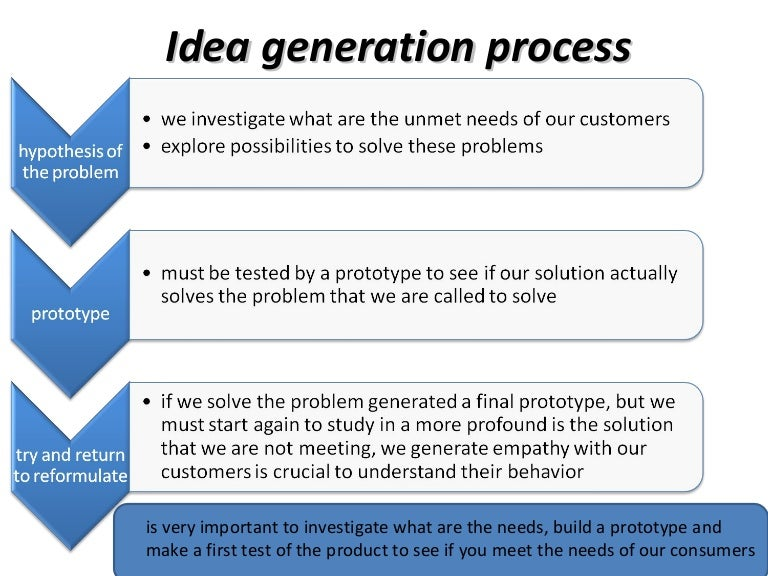 Idea generation process
hypothesis of
the problem
• we investigate what are the unmet needs of our customers
• explore possibilities to solve these problems
prototype
• must be tested by a prototype to see if our solution actually
solves the problem that we are called to solve
try and return
to reformulate
• if we solve the problem generated a final prototype, but we
must start again to study in a more profound is the solution
that we are not meeting, we generate empathy with our
customers is crucial to understand their behavior
is very important to investigate what are the needs, build a prototype and
make a first test of the product to see if you meet the needs of our consumers